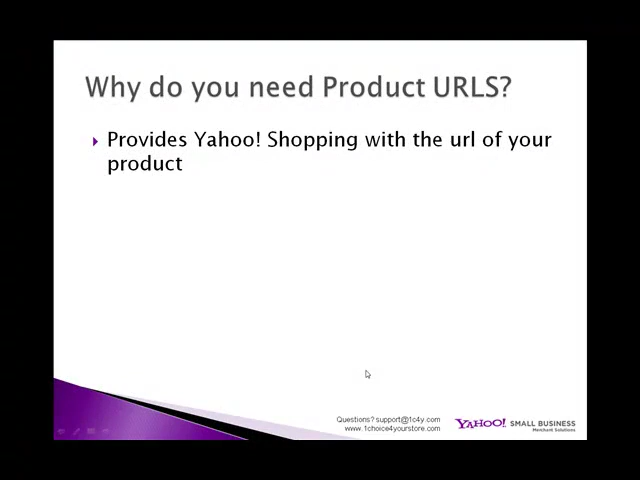 Why do you need Product URLS?
Provides Yahoo! Shopping with the url of your
product
Questions? support@1c4y.com
www.1choice4yourstore.com
YAHOO! SMALL BUSINESS
Merchant Solutions